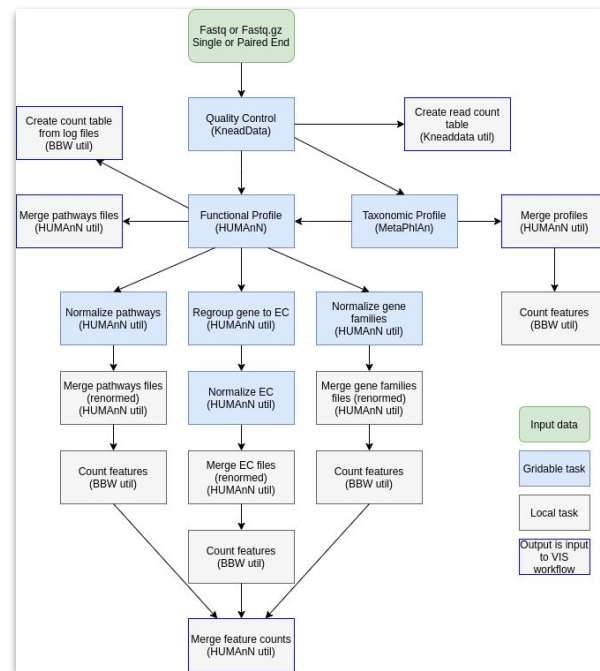 Fastq or Fastq.gz
Single or Paired End
Create count table
from log files
(BBW util)
Quality Control
(KneadData)
Create read count
table
(Kneaddata util)
Merge pathways files
(HUMAnN util)
Functional Profile
(HUMAnN)
Taxonomic Profile
(MetaPhlAn)
Merge profiles
(HUMAnN util)
Normalize pathways
(HUMAnN util)
Regroup gene to EC
(HUMAnN util)
Normalize gene
families
(HUMAnN util)
Count features
(BBW util)
Merge pathways files
(renormed)
(HUMAnN util)
Normalize EC
(HUMAnN util)
Merge gene families
files (renormed)
(HUMAnN util)
Input data
Count features
(BBW util)
Merge EC files
(renormed)
(HUMAnN util)
Count features
(BBW util)
Gridable task
Local task
Count features
(BBW util)
Output is input
to VIS
workflow
Merge feature counts
(HUMAnN util)